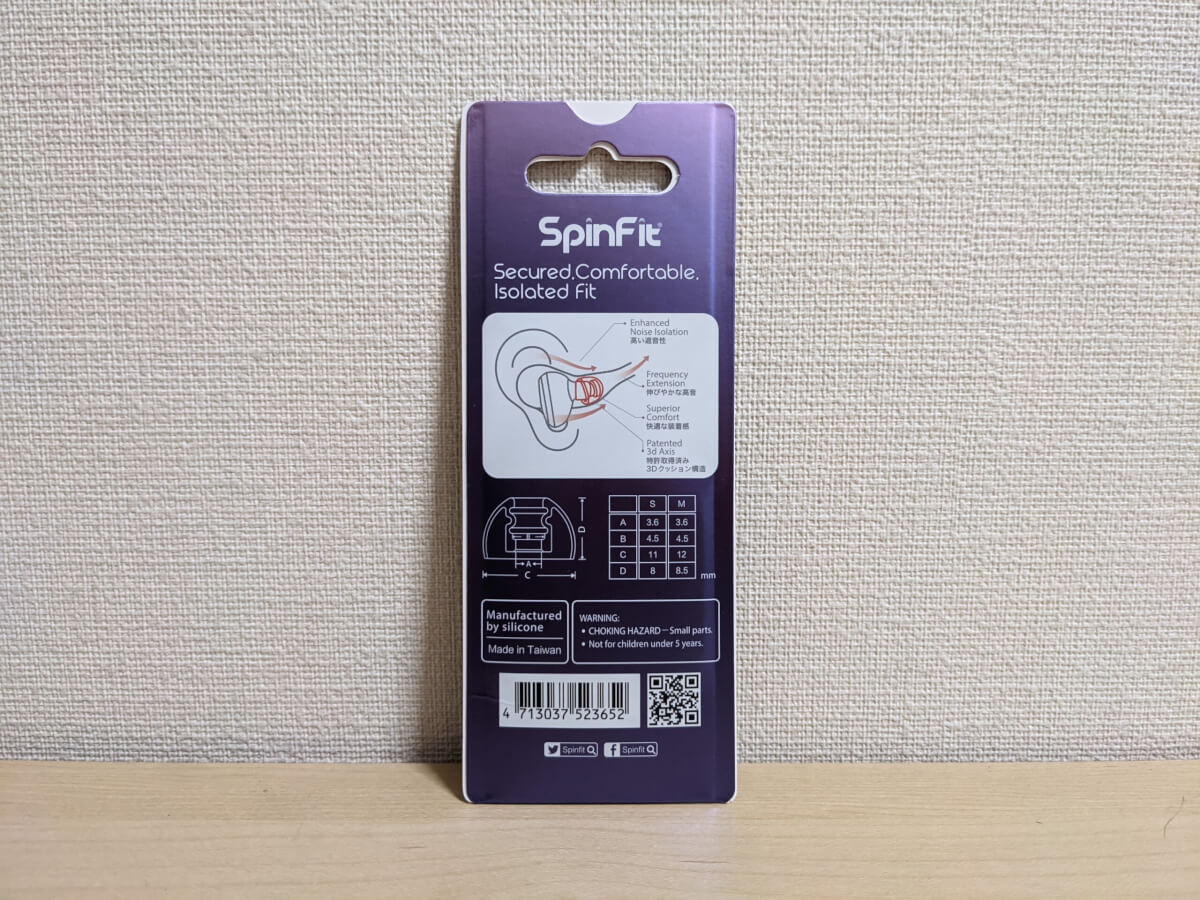 SpinFit®
Secured.Comfortable.
Isolated Fit
Enhanced
Noise Isolation
高い遮音性
Frequency
Extension
伸びやかな高音
Superior
Comfort
快適な装着感
Patented
3d Axis
特許取得済み
3Dクッション構造
D
A
C
S M
A 3.6 3.6
B 4.5 4.5
C 11 12
D 8 8.5
mm
Manufactured
by silicone
Made in Taiwan
WARNING:
• CHOKING HAZARD—Small parts.
• Not for children under 5 years.
4 713037 523652
Spinfit
f Spinfit